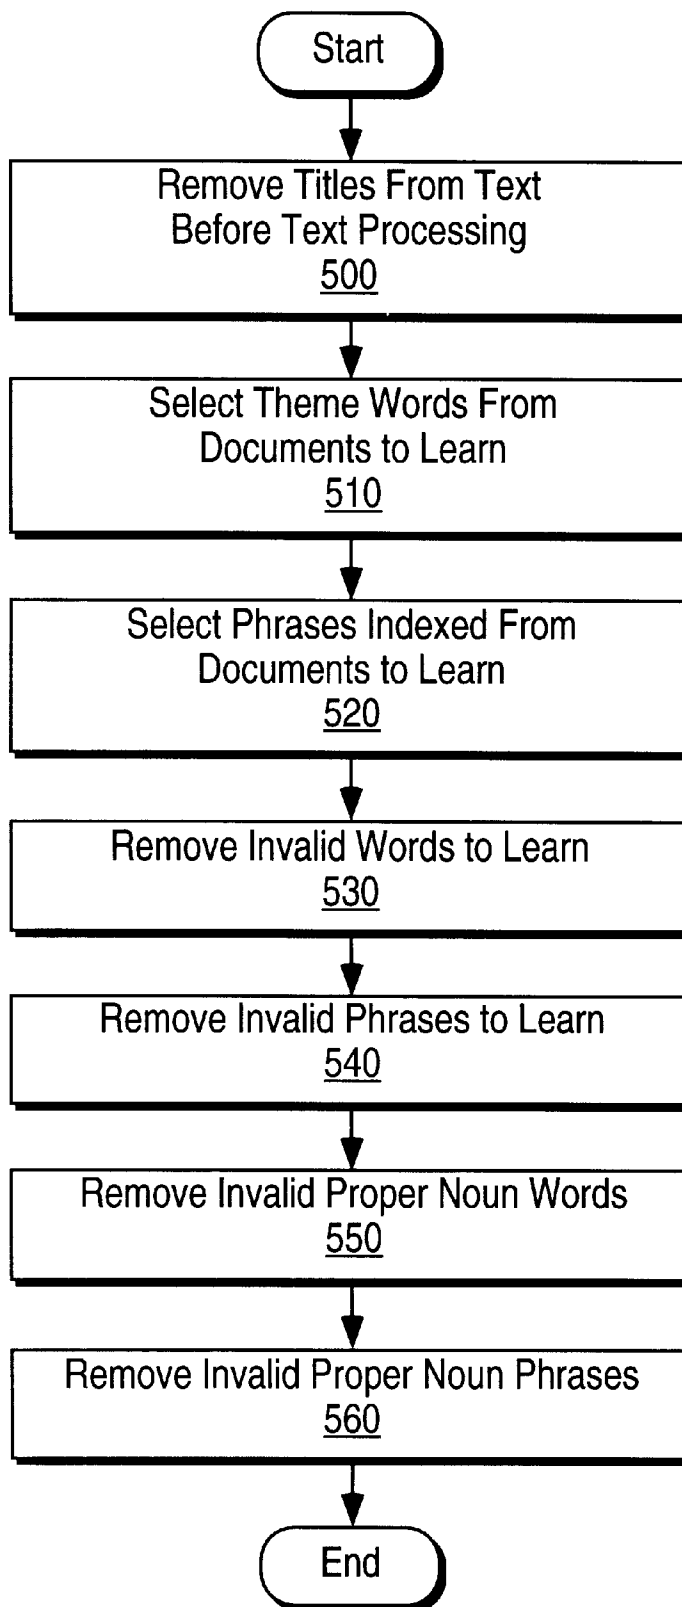 Start
Remove Titles From Text
Before Text Processing
500
Select Theme Words From
Documents to Learn
510
Select Phrases Indexed From
Documents to Learn
520
Remove Invalid Words to Learn
530
Remove Invalid Phrases to Learn
540
Remove Invalid Proper Noun Words
550
Remove Invalid Proper Noun Phrases
560
End